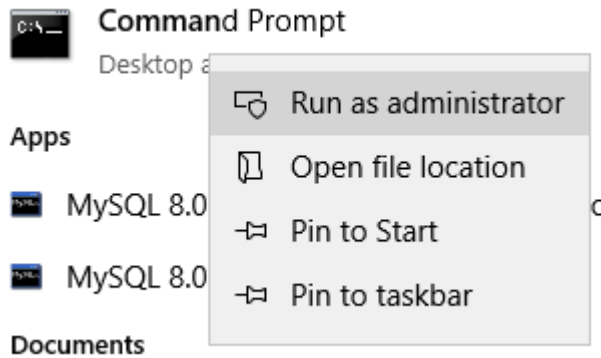 Command Prompt
Desktop a
Run as administrator
Apps
Open file location
MySQL 8.0
Pin to Start
MySQL 8.0
Pin to taskbar
Documents